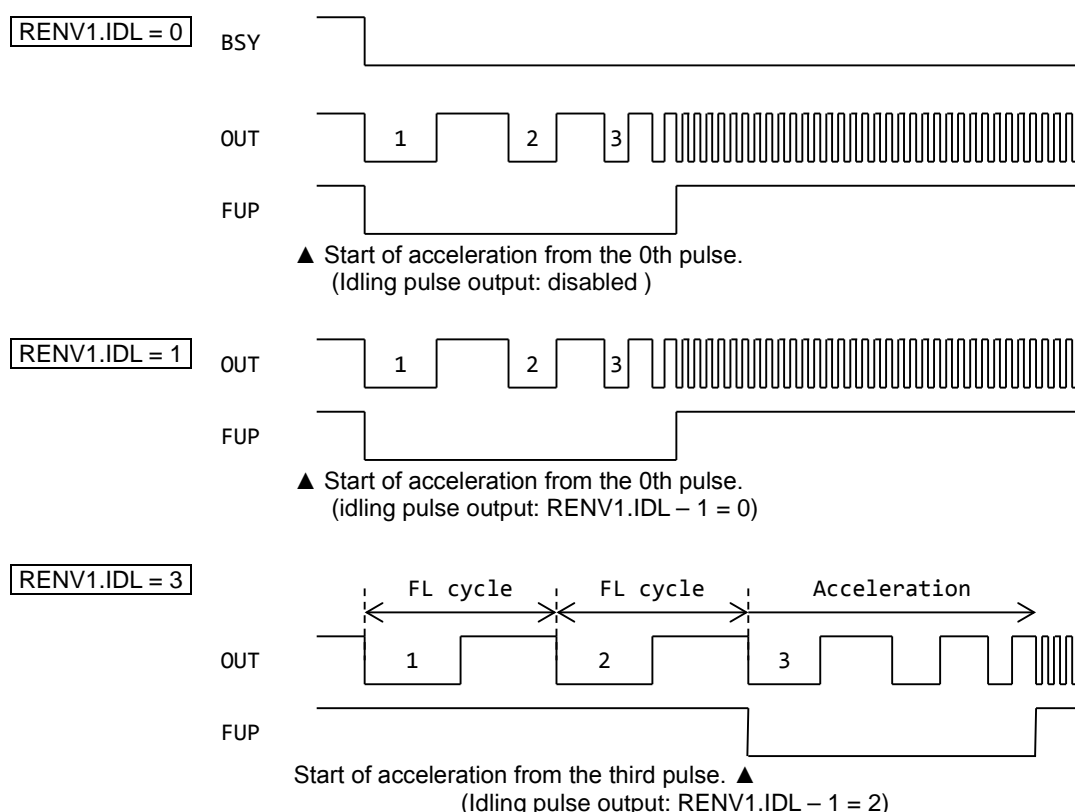 RENV1.IDL = 0
BSY
OUT
1 2 3
FUP
▲ Start of acceleration from the 0th pulse.
(Idling pulse output: disabled )
RENV1.IDL = 1
OUT
1 2 3
FUP
▲ Start of acceleration from the 0th pulse.
(idling pulse output: RENV1.IDL – 1 = 0)
RENV1.IDL = 3
FL cycle FL cycle Acceleration
OUT
1 2 3
FUP
Start of acceleration from the third pulse. ▲
(Idling pulse output: RENV1.IDL – 1 = 2)